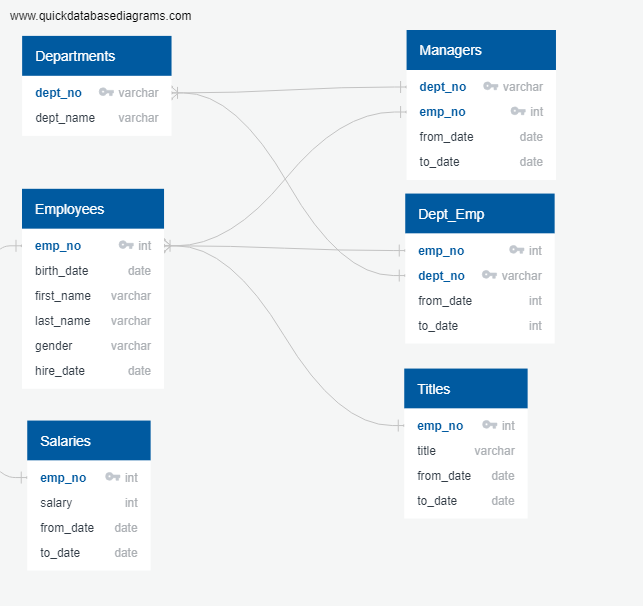 www.quickdatabasediagrams.com
Departments
dept_no varchar
dept_name varchar
Employees
emp_no int
birth_date date
first_name varchar
last_name varchar
gender varchar
hire_date date
Salaries
emp_no int
salary int
from_date date
to_date date
Managers
dept_no varchar
emp_no int
from_date date
to_date date
Dept_Emp
emp_no int
dept_no varchar
from_date int
to_date int
Titles
emp_no int
title varchar
from_date date
to_date date